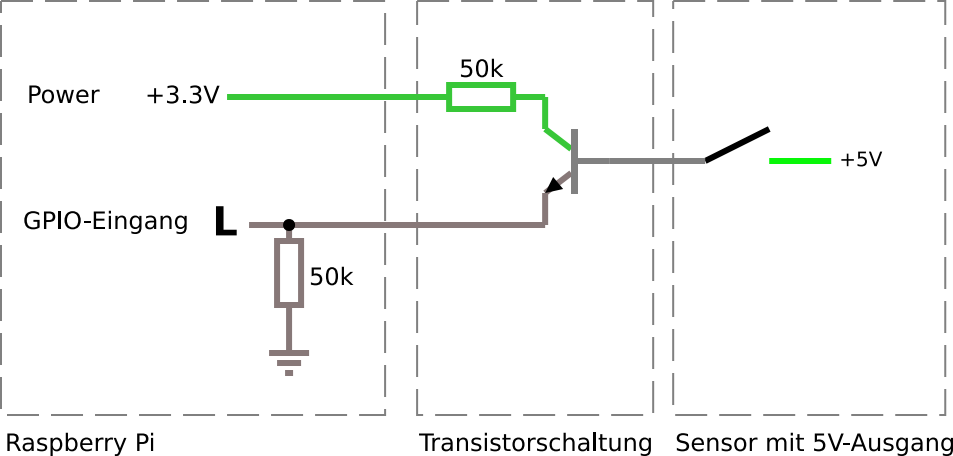 50k
Power +3.3V
+5V
GPIO-Eingang L
50k
Raspberry Pi
Transistorschaltung
Sensor mit 5V-Ausgang